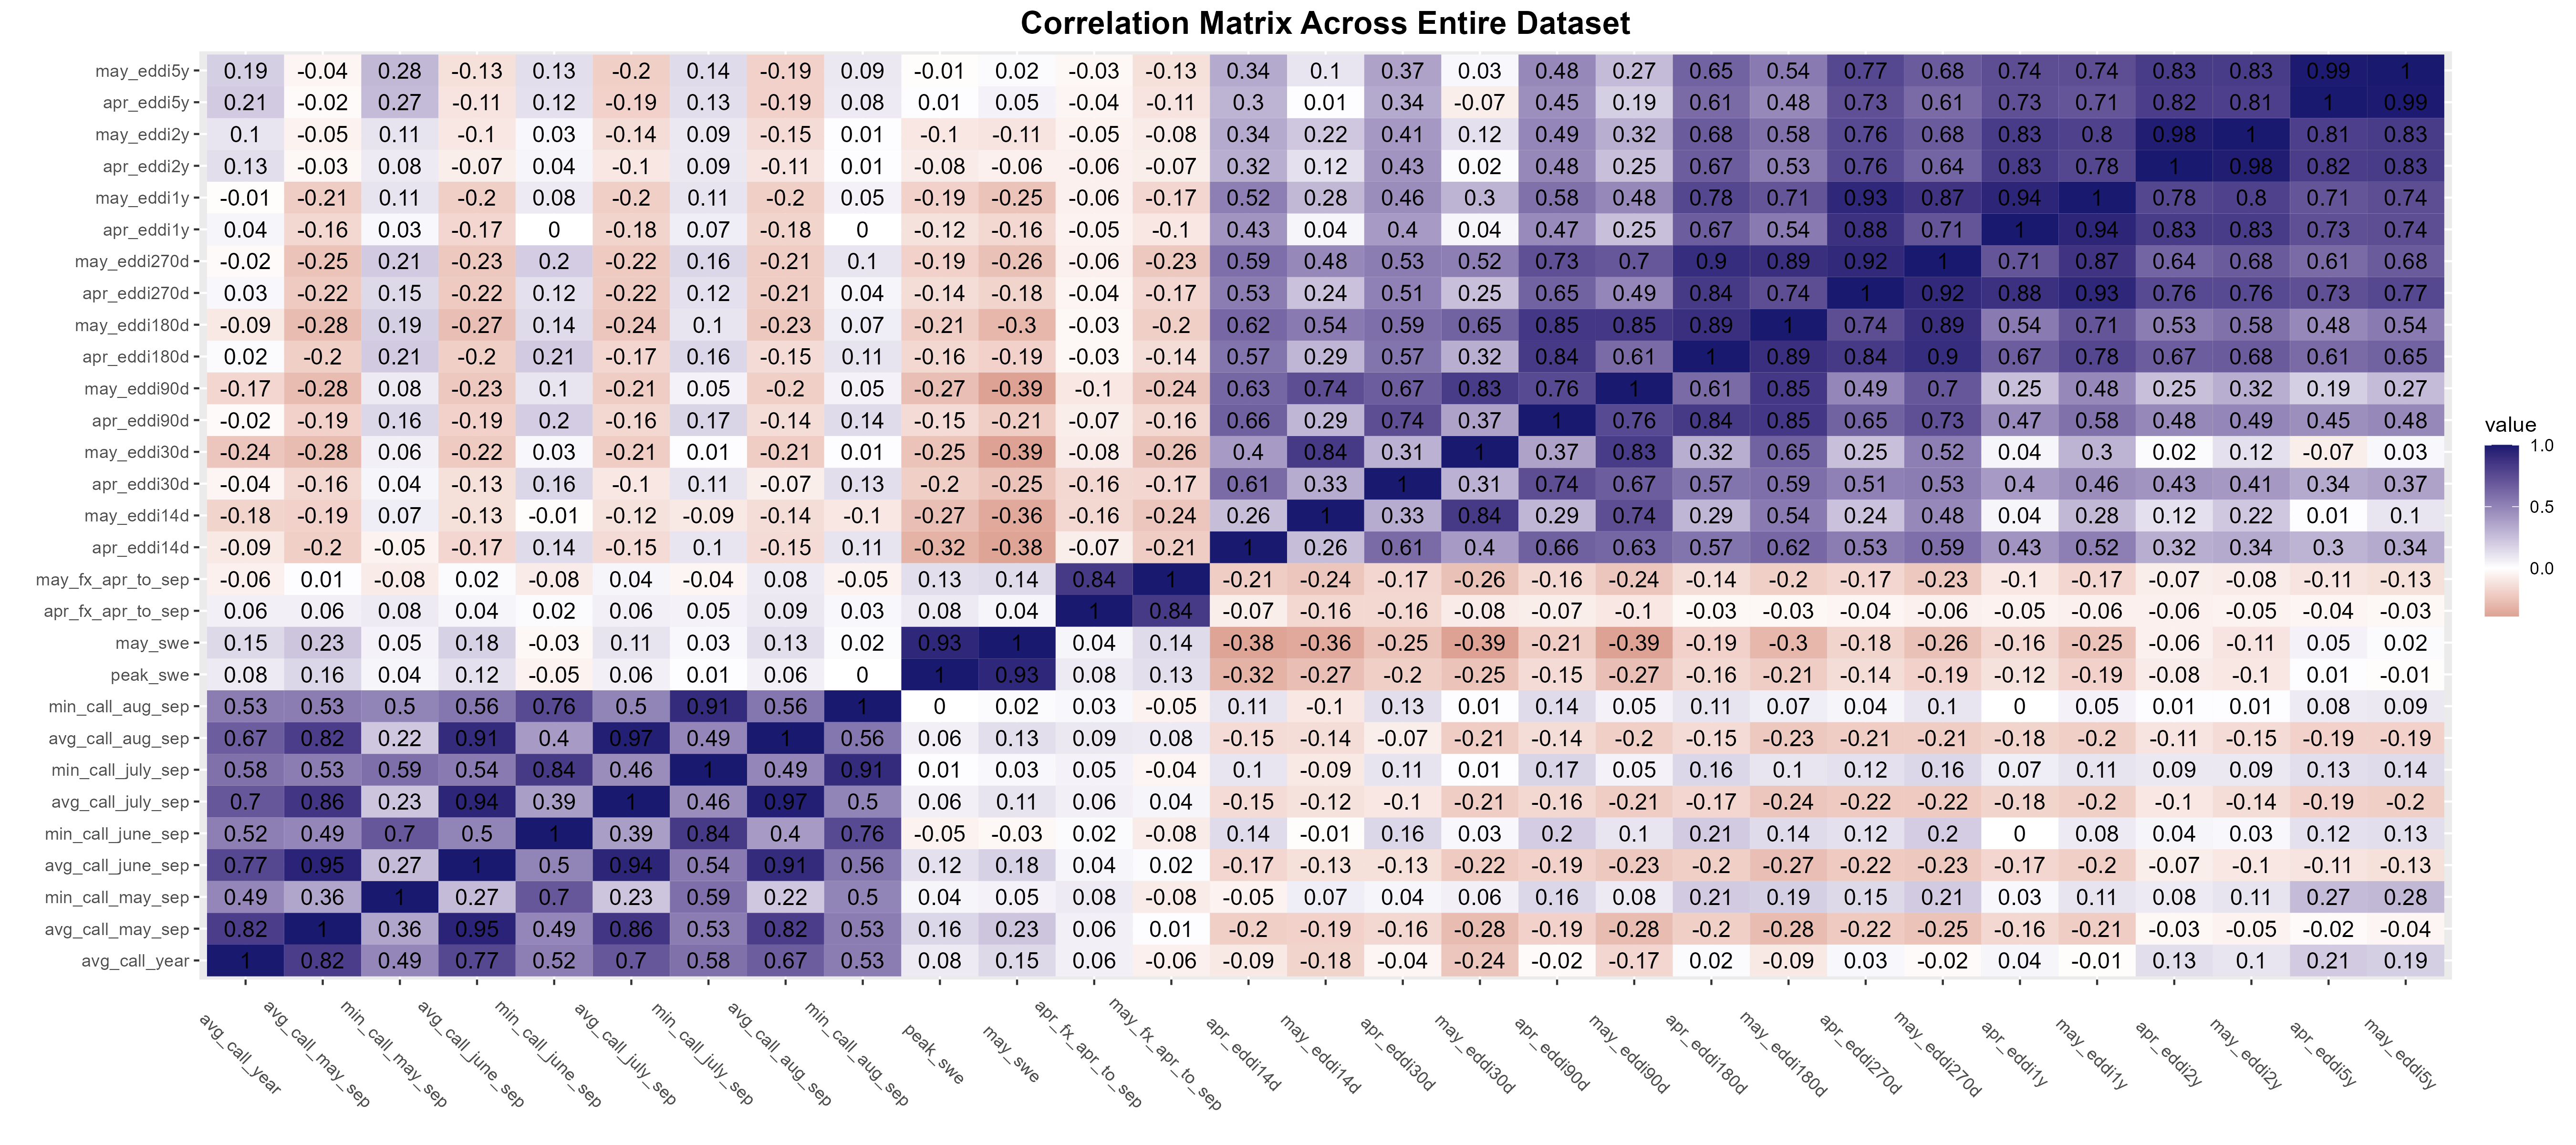 Correlation Matrix Across Entire Dataset
may_eddi5y 0.19 -0.04 0.28 -0.13 0.13 -0.2 0.14 -0.19 0.09 -0.01 0.02 -0.03 -0.13 0.34 0.1 0.37 0.03 0.48 0.27 0.65 0.54 0.77 0.68 0.74 0.74 0.83 0.83 0.99 1
apr_eddi5y 0.21 -0.02 0.27 -0.11 0.12 -0.19 0.13 -0.19 0.08 0.01 0.05 -0.04 -0.11 0.3 0.01 0.34 -0.07 0.45 0.19 0.61 0.48 0.73 0.61 0.73 0.71 0.82 0.81 1 0.99
may_eddi2y 0.1 -0.05 0.11 -0.1 0.03 -0.14 0.09 -0.15 0.01 -0.1 -0.11 -0.05 -0.08 0.34 0.22 0.41 0.12 0.49 0.32 0.68 0.58 0.76 0.68 0.83 0.8 0.98 1 0.81 0.83
apr_eddi2y 0.13 -0.03 0.08 -0.07 0.04 -0.1 0.09 -0.11 0.01 -0.08 -0.06 -0.06 -0.07 0.32 0.12 0.43 0.02 0.48 0.25 0.67 0.53 0.76 0.64 0.83 0.78 1 0.98 0.82 0.83
may_eddi1y -0.01 -0.21 0.11 -0.2 0.08 -0.2 0.11 -0.2 0.05 -0.19 -0.25 -0.06 -0.17 0.52 0.28 0.46 0.3 0.58 0.48 0.78 0.71 0.93 0.87 0.94 1 0.78 0.8 0.71 0.74
apr_eddi1y 0.04 -0.16 0.03 -0.17 0 -0.18 0.07 -0.18 0 -0.12 -0.16 -0.05 -0.1 0.43 0.04 0.4 0.04 0.47 0.25 0.67 0.54 0.88 0.71 1 0.94 0.83 0.83 0.73 0.74
may_eddi270d -0.02 -0.25 0.21 -0.23 0.2 -0.22 0.16 -0.21 0.1 -0.19 -0.26 -0.06 -0.23 0.59 0.48 0.53 0.52 0.73 0.7 0.9 0.89 0.92 1 0.71 0.87 0.64 0.68 0.61 0.68
apr_eddi270d 0.03 -0.22 0.15 -0.22 0.12 -0.22 0.12 -0.21 0.04 -0.14 -0.18 -0.04 -0.17 0.53 0.24 0.51 0.25 0.65 0.49 0.84 0.74 1 0.92 0.88 0.93 0.76 0.76 0.73 0.77
may_eddi180d -0.09 -0.28 0.19 -0.27 0.14 -0.24 0.1 -0.23 0.07 -0.21 -0.3 -0.03 -0.2 0.62 0.54 0.59 0.65 0.85 0.85 0.89 1 0.74 0.89 0.54 0.71 0.53 0.58 0.48 0.54
apr_eddi180d 0.02 -0.2 0.21 -0.2 0.21 -0.17 0.16 -0.15 0.11 -0.16 -0.19 -0.03 -0.14 0.57 0.29 0.57 0.32 0.84 0.61 1 0.89 0.84 0.9 0.67 0.78 0.67 0.68 0.61 0.65
may_eddi90d -0.17 -0.28 0.08 -0.23 0.1 -0.21 0.05 -0.2 0.05 -0.27 -0.39 -0.1 -0.24 0.63 0.74 0.67 0.83 0.76 1 0.61 0.85 0.49 0.7 0.25 0.48 0.25 0.32 0.19 0.27
apr_eddi90d -0.02 -0.19 0.16 -0.19 0.2 -0.16 0.17 -0.14 0.14 -0.15 -0.21 -0.07 -0.16 0.66 0.29 0.74 0.37 1 0.76 0.84 0.85 0.65 0.73 0.47 0.58 0.48 0.49 0.45 0.48
may_eddi30d -0.24 -0.28 0.06 -0.22 0.03 -0.21 0.01 -0.21 0.01 -0.25 -0.39 -0.08 -0.26 0.4 0.84 0.31 1 0.37 0.83 0.32 0.65 0.25 0.52 0.04 0.3 0.02 0.12 -0.07 0.03
apr_eddi30d -0.04 -0.16 0.04 -0.13 0.16 -0.1 0.11 -0.07 0.13 -0.2 -0.25 -0.16 -0.17 0.61 0.33 1 0.31 0.74 0.67 0.57 0.59 0.51 0.53 0.4 0.46 0.43 0.41 0.34 0.37
may_eddi14d -0.18 -0.19 0.07 -0.13 -0.01 -0.12 -0.09 -0.14 -0.1 -0.27 -0.36 -0.16 -0.24 0.26 1 0.33 0.84 0.29 0.74 0.29 0.54 0.24 0.48 0.04 0.28 0.12 0.22 0.01 0.1
apr_eddi14d -0.09 -0.2 -0.05 -0.17 0.14 -0.15 0.1 -0.15 0.11 -0.32 -0.38 -0.07 -0.21 1 0.26 0.61 0.4 0.66 0.63 0.57 0.62 0.53 0.59 0.43 0.52 0.32 0.34 0.3 0.34
may_fx_apr_to_sep -0.06 0.01 -0.08 0.02 -0.08 0.04 -0.04 0.08 -0.05 0.13 0.14 0.84 1 -0.21 -0.24 -0.17 -0.26 -0.16 -0.24 -0.14 -0.2 -0.17 -0.23 -0.1 -0.17 -0.07 -0.08 -0.11 -0.13
apr_fx_apr_to_sep 0.06 0.06 0.08 0.04 0.02 0.06 0.05 0.09 0.03 0.08 0.04 1 0.84 -0.07 -0.16 -0.16 -0.08 -0.07 -0.1 -0.03 -0.03 -0.04 -0.06 -0.05 -0.06 -0.06 -0.05 -0.04 -0.03
may_swe 0.15 0.23 0.05 0.18 -0.03 0.11 0.03 0.13 0.02 0.93 1 0.04 0.14 -0.38 -0.36 -0.25 -0.39 -0.21 -0.39 -0.19 -0.3 -0.18 -0.26 -0.16 -0.25 -0.06 -0.11 0.05 0.02
peak_swe 0.08 0.16 0.04 0.12 -0.05 0.06 0.01 0.06 0 1 0.93 0.08 0.13 -0.32 -0.27 -0.2 -0.25 -0.15 -0.27 -0.16 -0.21 -0.14 -0.19 -0.12 -0.19 -0.08 -0.1 0.01 -0.01
min_call_aug_sep 0.53 0.53 0.5 0.56 0.76 0.5 0.91 0.56 1 0 0.02 0.03 -0.05 0.11 -0.1 0.13 0.01 0.14 0.05 0.11 0.07 0.04 0.1 0 0.05 0.01 0.01 0.08 0.09
avg_call_aug_sep 0.67 0.82 0.22 0.91 0.4 0.97 0.49 1 0.56 0.06 0.13 0.09 0.08 -0.15 -0.14 -0.07 -0.21 -0.14 -0.2 -0.15 -0.23 -0.21 -0.21 -0.18 -0.2 -0.11 -0.15 -0.19 -0.19
min_call_july_sep 0.58 0.53 0.59 0.54 0.84 0.46 1 0.49 0.91 0.01 0.03 0.05 -0.04 0.1 -0.09 0.11 0.01 0.17 0.05 0.16 0.1 0.12 0.16 0.07 0.11 0.09 0.09 0.13 0.14
avg_call_july_sep 0.7 0.86 0.23 0.94 0.39 1 0.46 0.97 0.5 0.06 0.11 0.06 0.04 -0.15 -0.12 -0.1 -0.21 -0.16 -0.21 -0.17 -0.24 -0.22 -0.22 -0.18 -0.2 -0.1 -0.14 -0.19 -0.2
min_call_june_sep 0.52 0.49 0.7 0.5 1 0.39 0.84 0.4 0.76 -0.05 -0.03 0.02 -0.08 0.14 -0.01 0.16 0.03 0.2 0.1 0.21 0.14 0.12 0.2 0 0.08 0.04 0.03 0.12 0.13
avg_call_june_sep 0.77 0.95 0.27 1 0.5 0.94 0.54 0.91 0.56 0.12 0.18 0.04 0.02 -0.17 -0.13 -0.13 -0.22 -0.19 -0.23 -0.2 -0.27 -0.22 -0.23 -0.17 -0.2 -0.07 -0.1 -0.11 -0.13
min_call_may_sep 0.49 0.36 1 0.27 0.7 0.23 0.59 0.22 0.5 0.04 0.05 0.08 -0.08 -0.05 0.07 0.04 0.06 0.16 0.08 0.21 0.19 0.15 0.21 0.03 0.11 0.08 0.11 0.27 0.28
avg_call_may_sep 0.82 1 0.36 0.95 0.49 0.86 0.53 0.82 0.53 0.16 0.23 0.06 0.01 -0.2 -0.19 -0.16 -0.28 -0.19 -0.28 -0.2 -0.28 -0.22 -0.25 -0.16 -0.21 -0.03 -0.05 -0.02 -0.04
avg_call_year 1 0.82 0.49 0.77 0.52 0.7 0.58 0.67 0.53 0.08 0.15 0.06 -0.06 -0.09 -0.18 -0.04 -0.24 -0.02 -0.17 0.02 -0.09 0.03 -0.02 0.04 -0.01 0.13 0.1 0.21 0.19
avg_call_year
avg_call_may_sep
min_call_may_sep
avg_call_june_sep
min_call_june_sep
avg_call_july_sep
min_call_july_sep
avg_call_aug_sep
min_call_aug_sep
peak_swe
may_swe
apr_fx_apr_to_sep
may_fx_apr_to_sep
apr_eddi14d
may_eddi14d
apr_eddi30d
may_eddi30d
apr_eddi90d
may_eddi90d
apr_eddi180d
may_eddi180d
apr_eddi270d
may_eddi270d
apr_eddi1y
may_eddi1y
apr_eddi2y
may_eddi2y
apr_eddi5y
may_eddi5y
value
1.0
0.5
0.0